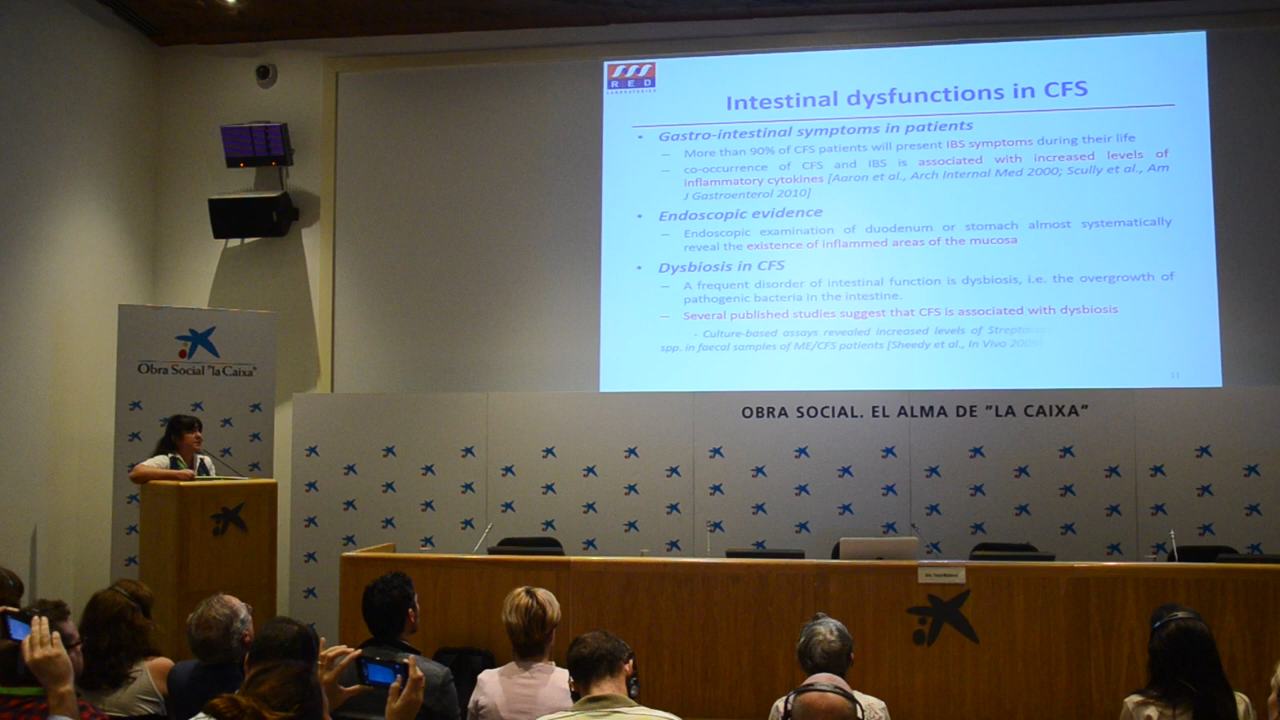 RED
LABORATORIES
Intestinal dysfunctions in CFS
• Gastro-intestinal symptoms in patients
– More than 90% of CFS patients will present IBS symptoms during their life
– co-occurrence of CFS and IBS is associated with increased levels of
inflammatory cytokines [Aaron et al., Arch Internal Med 2000; Scully et al., Am
J Gastroenterol 2010]
• Endoscopic evidence
– Endoscopic examination of duodenum or stomach almost systematically
reveal the existence of inflammed areas of the mucosa
• Dysbiosis in CFS
– A frequent disorder of intestinal function is dysbiosis, i.e. the overgrowth of
pathogenic bacteria in the intestine.
– Several published studies suggest that CFS is associated with dysbiosis
- Culture-based assays revealed increased levels of
spp. in faecal samples of ME/CFS patients [Sheedy et al., In Vivo
11
Obra Social "la Caixa"
OBRA SOCIAL. EL ALMA DE "LA CAIXA"